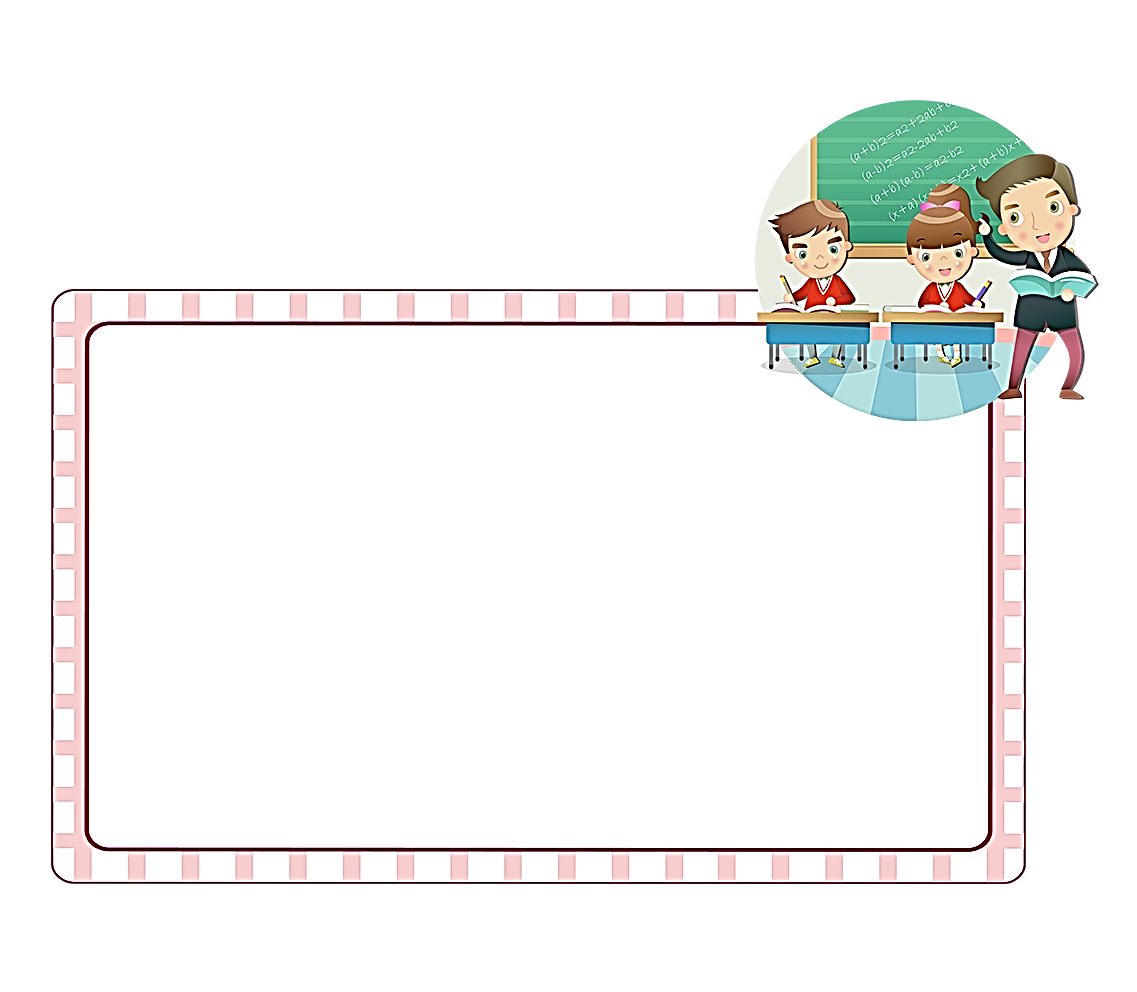 (a+b)2=a2+2ab+
(a-b)2=a2-2ab+b2
(a+b)(a-b)=a2-b2
(x+a)(x =x2+(a+b)x+